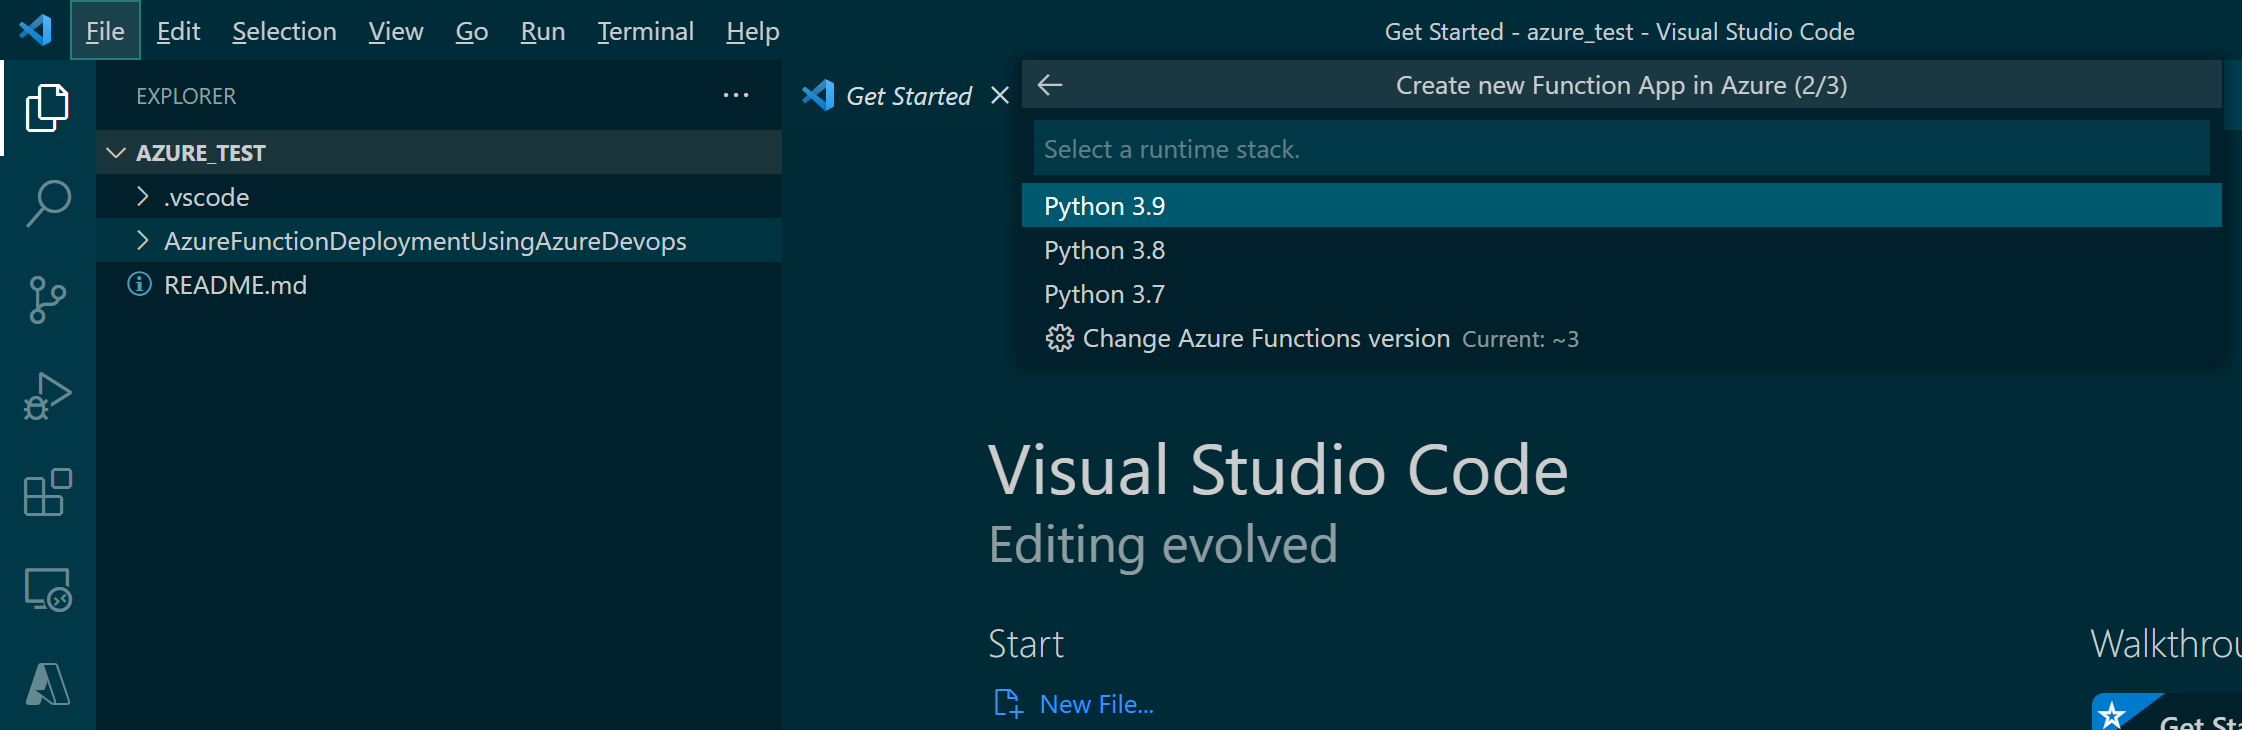 File Edit Selection View Go Run Terminal Help
Get Started - azure_test - Visual Studio Code
EXPLORER
AZURE_TEST
.vscode
AzureFunctionDeploymentUsingAzureDevops
README.md
Get Started
Create new Function App in Azure (2/3)
Select a runtime stack.
Python 3.9
Python 3.8
Python 3.7
Change Azure Functions version Current: ~3
Visual Studio Code
Editing evolved
Start
New File...
Walkthrou
Get Sta